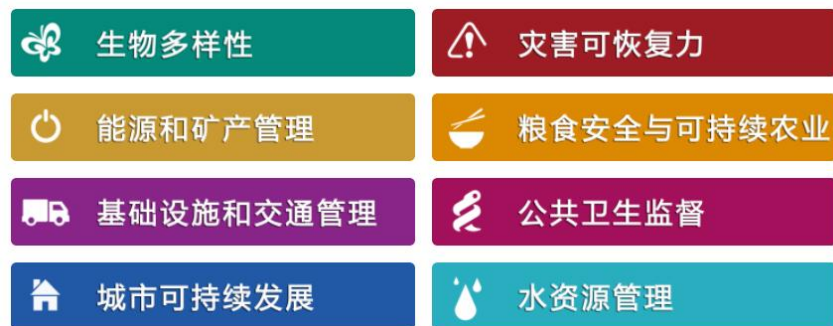 生物多样性
灾害可恢复力
能源和矿产管理
粮食安全与可持续农业
基础设施和交通管理
公共卫生监督
城市可持续发展
水资源管理